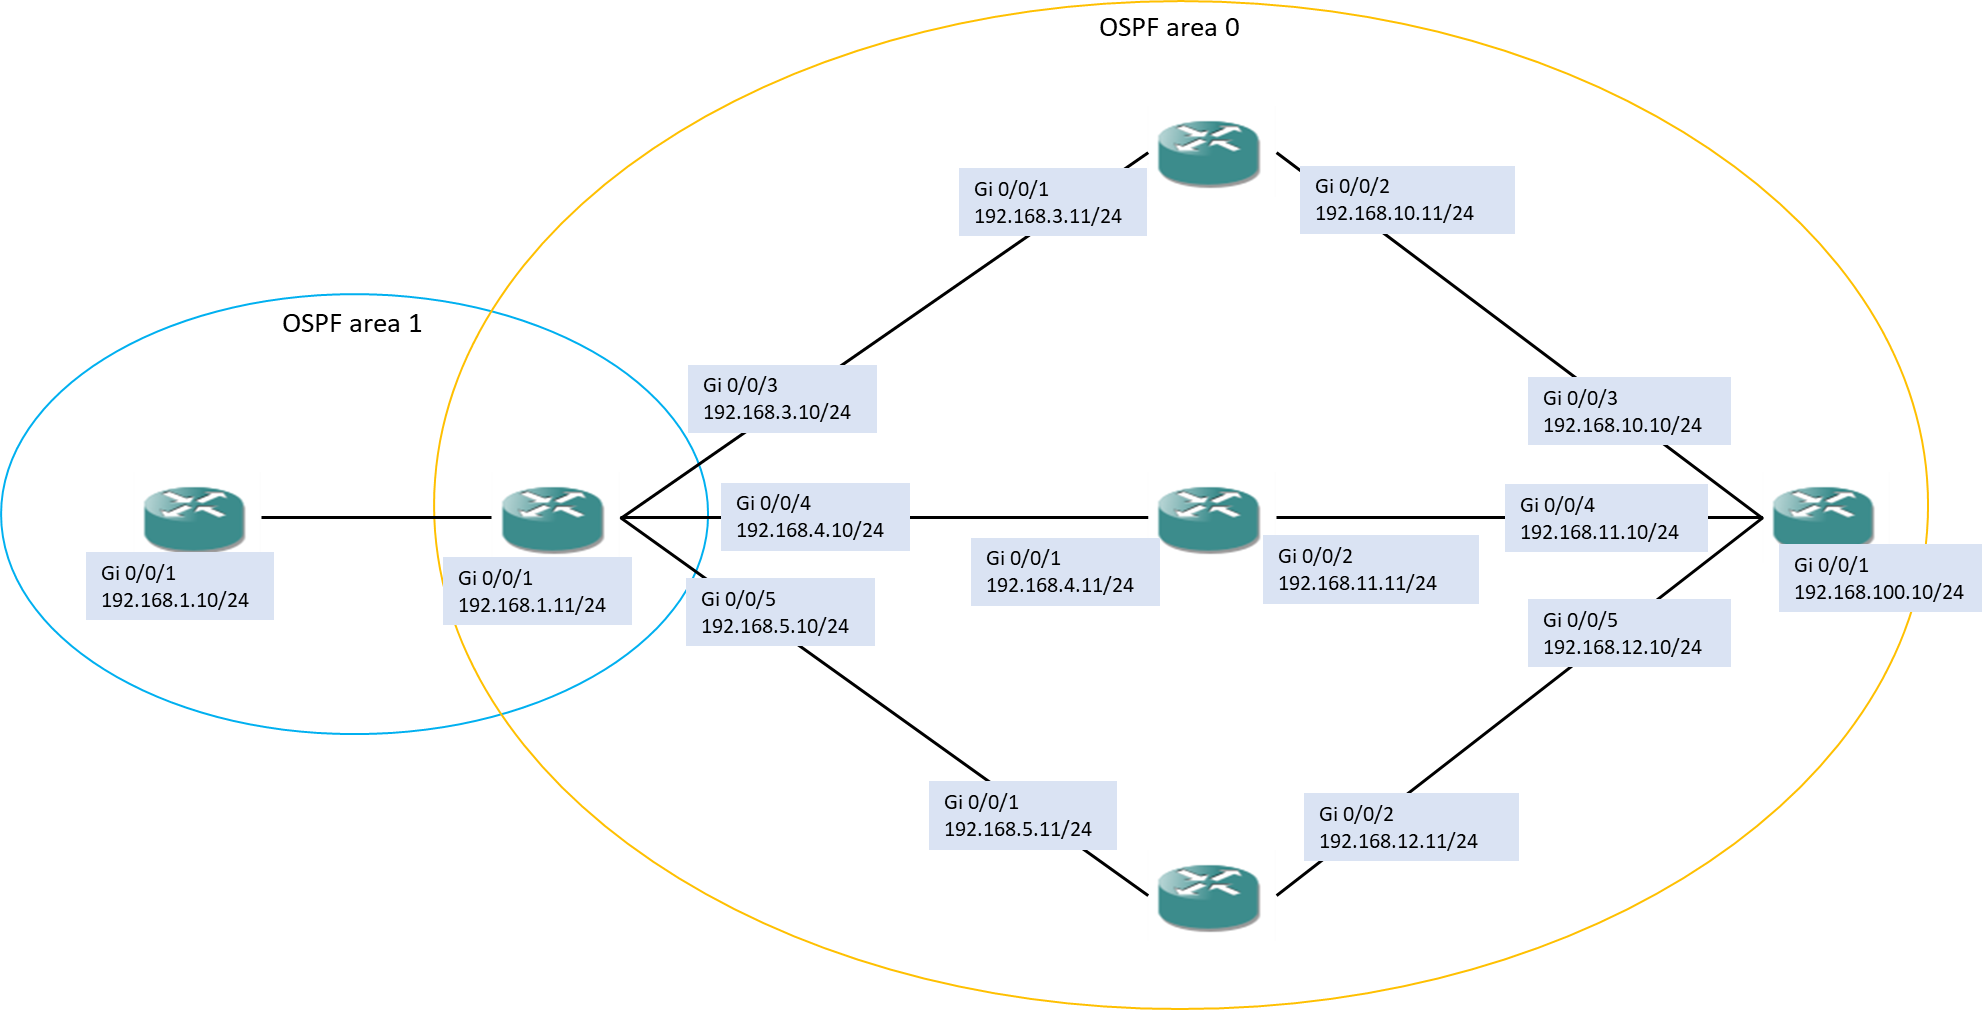 OSPF area 0
Gi 0/0/1
192.168.3.11/24
Gi 0/0/2
192.168.10.11/24
OSPF area 1
Gi 0/0/3
192.168.3.10/24
Gi 0/0/3
192.168.10.10/24
Gi 0/0/4
192.168.4.10/24
Gi 0/0/4
192.168.11.10/24
Gi 0/0/1
192.168.1.10/24
Gi 0/0/1
192.168.1.11/24
Gi 0/0/1
192.168.4.11/24
Gi 0/0/2
192.168.11.11/24
Gi 0/0/1
192.168.100.10/24
Gi 0/0/5
192.168.5.10/24
Gi 0/0/5
192.168.12.10/24
Gi 0/0/1
192.168.5.11/24
Gi 0/0/2
192.168.12.11/24